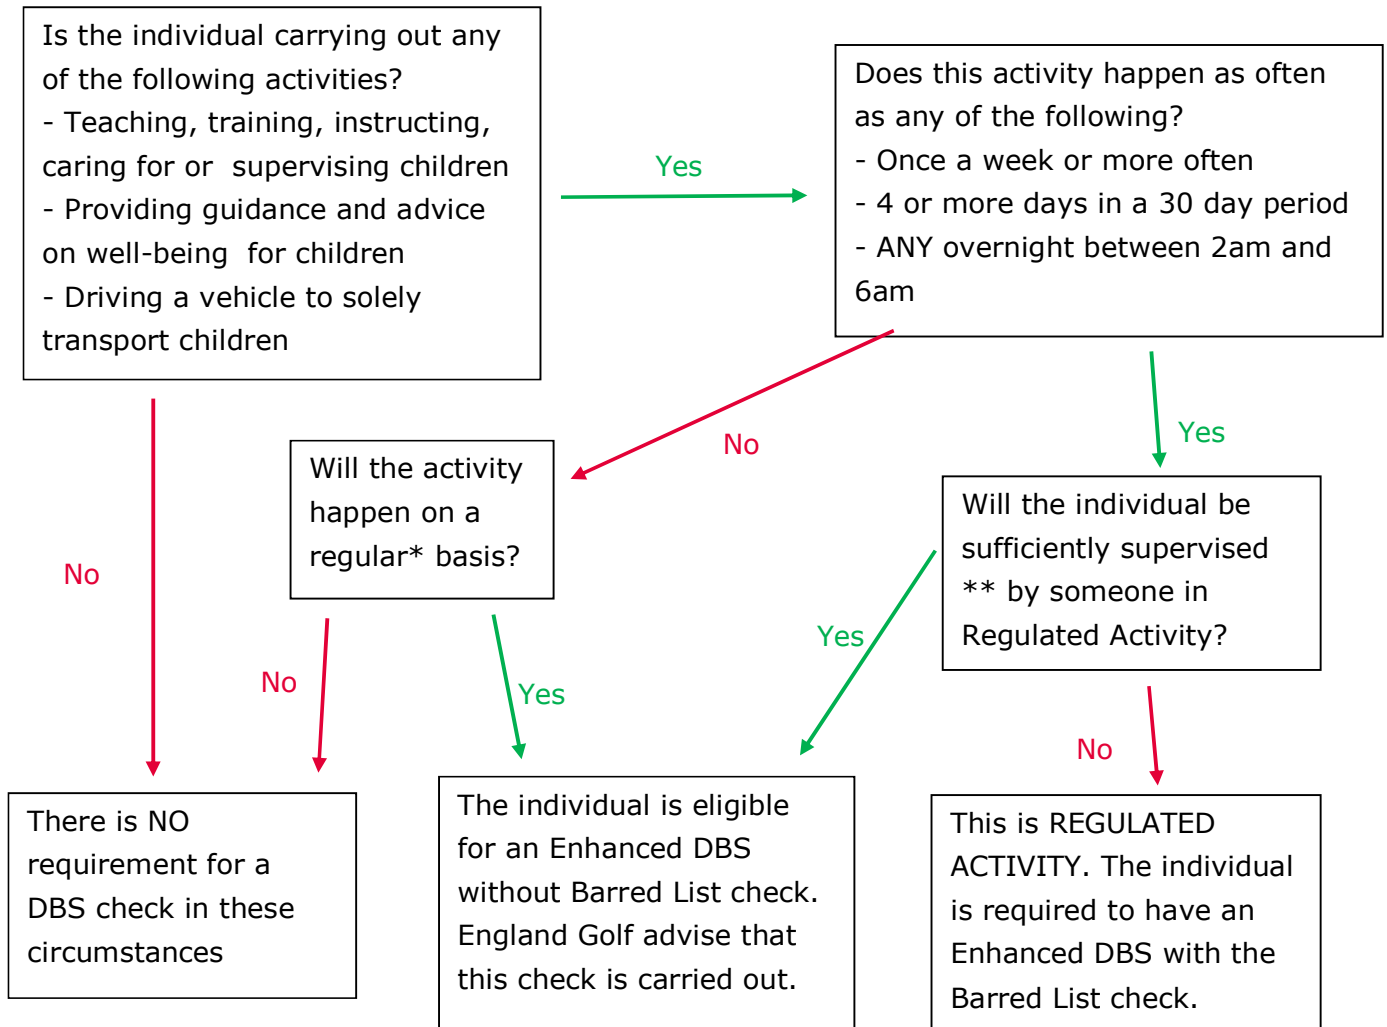 Is the individual carrying out any
of the following activities?
- Teaching, training, instructing,
caring for or  supervising children
- Providing guidance and advice
on well-being  for children
- Driving a vehicle to solely
transport children
Yes
Does this activity happen as often
as any of the following?
- Once a week or more often
- 4 or more days in a 30 day period
- ANY overnight between 2am and
6am
No
Yes
Will the activity
happen on a
regular* basis?
Will the individual be
sufficiently supervised
** by someone in
Regulated Activity?
No
No
Yes
Yes
No
There is NO
requirement for a
DBS check in these
circumstances
The individual is eligible
for an Enhanced DBS
without Barred List check.
England Golf advise that
this check is carried out.
This is REGULATED
ACTIVITY. The individual
is required to have an
Enhanced DBS with the
Barred List check.